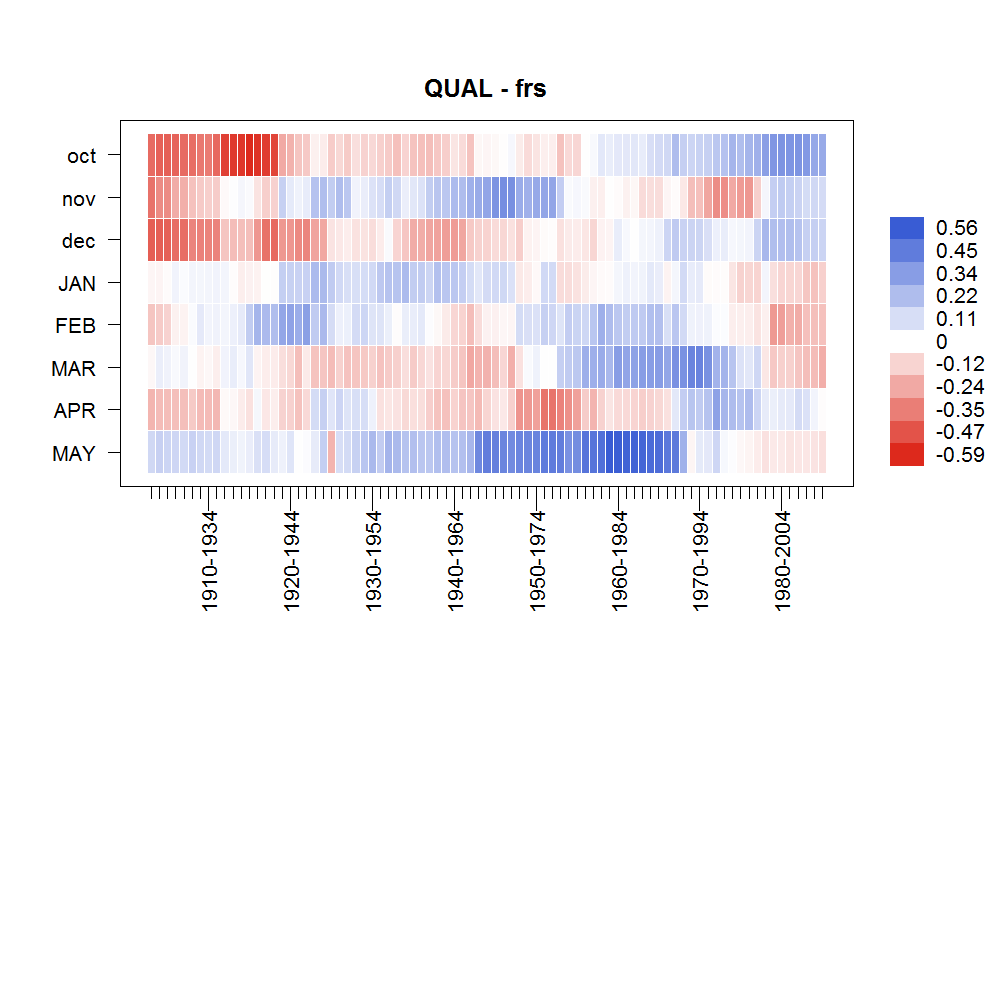 QUAL - frs
oct
nov
dec
JAN
FEB
MAR
APR
MAY
1910-1934
1920-1944
1930-1954
1940-1964
1950-1974
1960-1984
1970-1994
1980-2004
0.56
0.45
0.34
0.22
0.11
0
-0.12
-0.24
-0.35
-0.47
-0.59